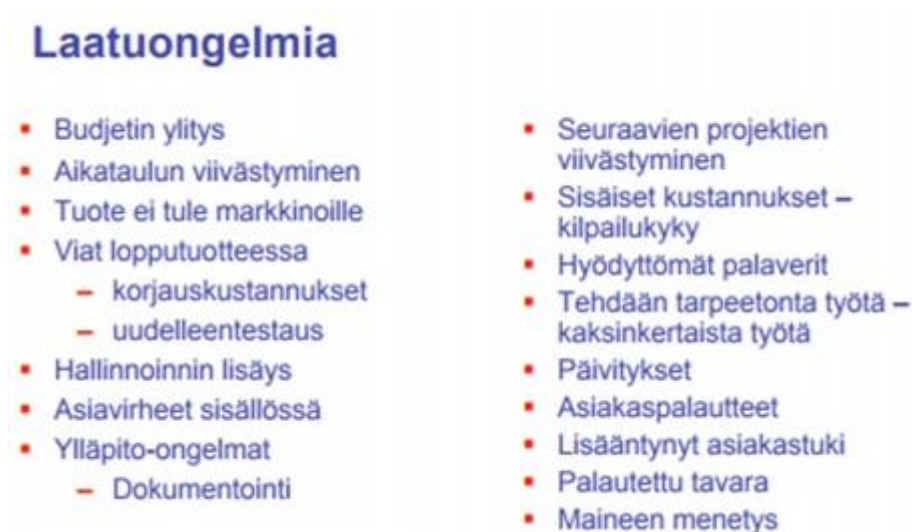 Laatuongelmia
Budjetin ylitys
Aikataulun viivästyminen
Tuote ei tule markkinoille
Viat lopputuotteessa
– korjauskustannukset
– uudelleentestaus
Hallinnoinnin lisäys
Asiavirheet sisällössä
Ylläpito-ongelmat
– Dokumentointi
Seuraavien projektien
viivästyminen
Sisäiset kustannukset –
kilpailukyky
Hyödyttömät palaverit
Tehdään tarpeetonta työtä –
kaksinkertaista työtä
Päivitykset
Asiakaspalautteet
Lisääntynyt asiakastuki
Palautettu tavara
Maineen menetys